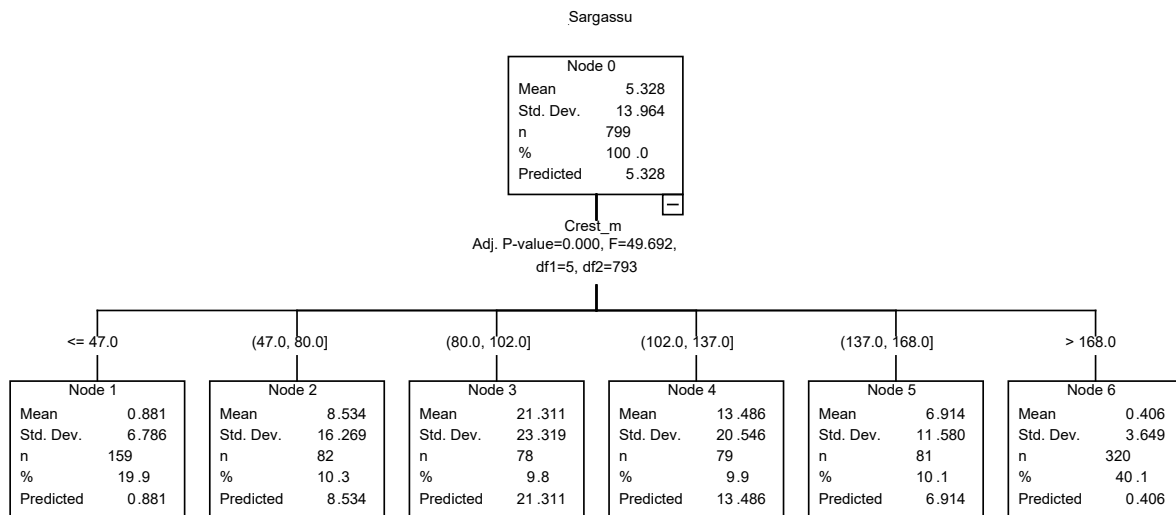 Sargassu
Node 0
Mean 5.328
Std. Dev. 13.964
n 799
% 100.0
Predicted 5.328
Crest_m
Adj. P-value=0.000, F=49.692,
df1=5, df2=793
<= 47.0
(47.0, 80.0]
(80.0, 102.0]
(102.0, 137.0]
(137.0, 168.0]
> 168.0
Node 1
Mean 0.881
Std. Dev. 6.786
n 159
% 19.9
Predicted 0.881
Node 2
Mean 8.534
Std. Dev. 16.269
n 82
% 10.3
Predicted 8.534
Node 3
Mean 21.311
Std. Dev. 23.319
n 78
% 9.8
Predicted 21.311
Node 4
Mean 13.486
Std. Dev. 20.546
n 79
% 9.9
Predicted 13.486
Node 5
Mean 6.914
Std. Dev. 11.580
n 81
% 10.1
Predicted 6.914
Node 6
Mean 0.406
Std. Dev. 3.649
n 320
% 40.1
Predicted 0.406